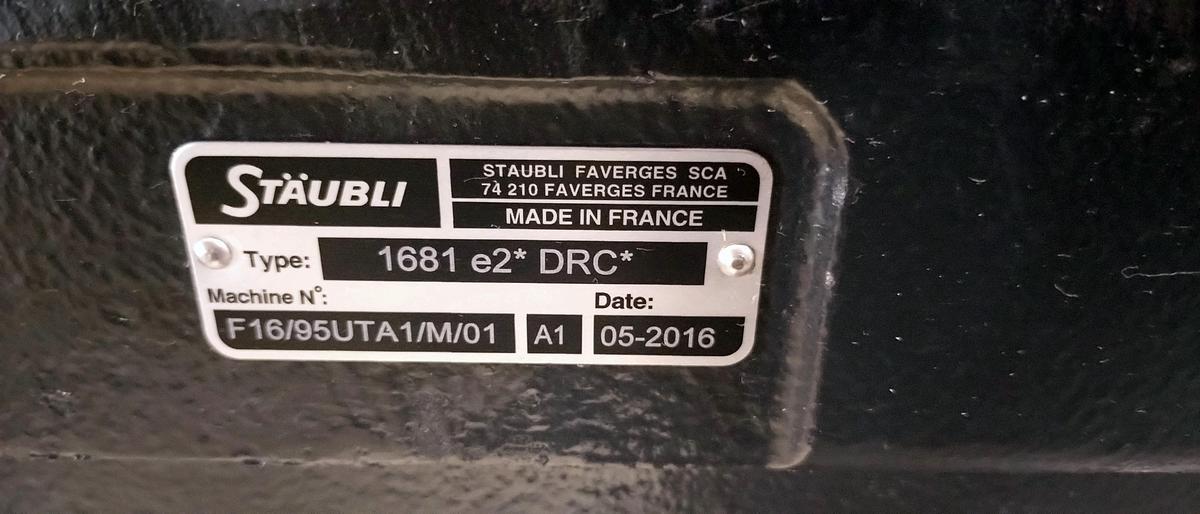 STÄUBLI
STAUBLI FAVERGES SCA
74 210 FAVERGES FRANCE
MADE IN FRANCE
Type: 1681 e2* DRC*
Machine N°:
Date:
F16/95UTA1/M/01 A1 05-2016